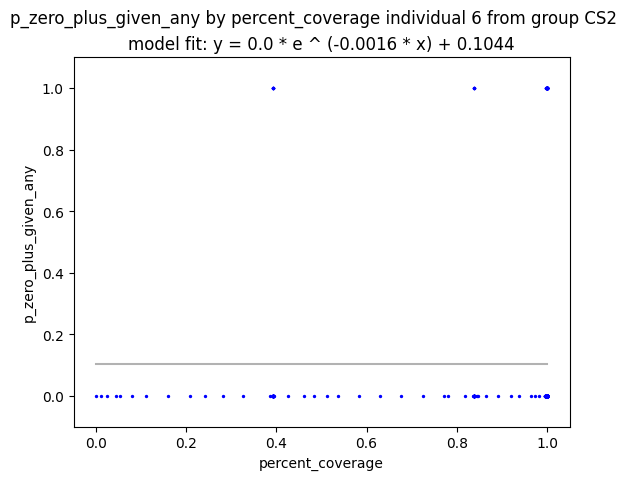 p_zero_plus_given_any by percent_coverage individual 6 from group CS2
model fit: y = 0.0 * e ^ (-0.0016 * x) + 0.1044
1.0
0.8
0.6
0.4
0.2
0.0
p_zero_plus_given_any
0.0 0.2 0.4 0.6 0.8 1.0
percent_coverage